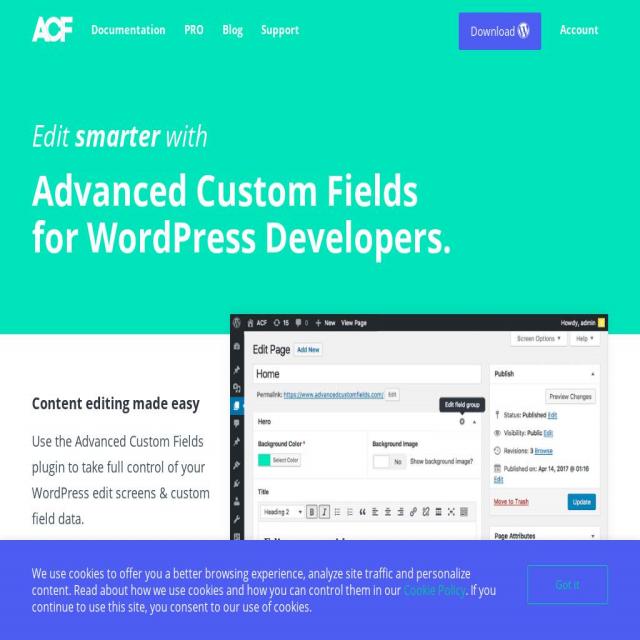 ACF Documentation PRO Blog Support Download Account
Edit smarter with
Advanced Custom Fields
for WordPress Developers.
ACF 15 0 New View Page Howdy, admin
Screen Options Help
Edit Page Add New
Home
Permalink: https://www.advancedcustomfields.com/ Edit
Edit field group
Hero
Background Color * Background Image
Select Color No Show background image?
Title
Heading 2 B I
Publish
Preview Changes
Status: Published Edit
Visibility: Public Edit
Revisions: 3 Browse
Published on: Apr 14, 2017 @ 01:16
Edit
Move to Trash Update
Page Attributes
Content editing made easy
Use the Advanced Custom Fields
plugin to take full control of your
WordPress edit screens & custom
field data.
We use cookies to offer you a better browsing experience, analyze site traffic and personalize
content. Read about how we use cookies and how you can control them in our Cookie Policy. If you
continue to use this site, you consent to our use of cookies.
Got it